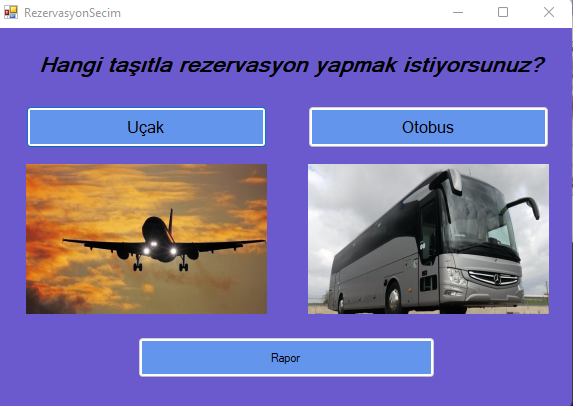 RezervasyonSecim
Hangi taşıtla rezervasyon yapmak istiyorsunuz?
Uçak
Otobus
Rapor